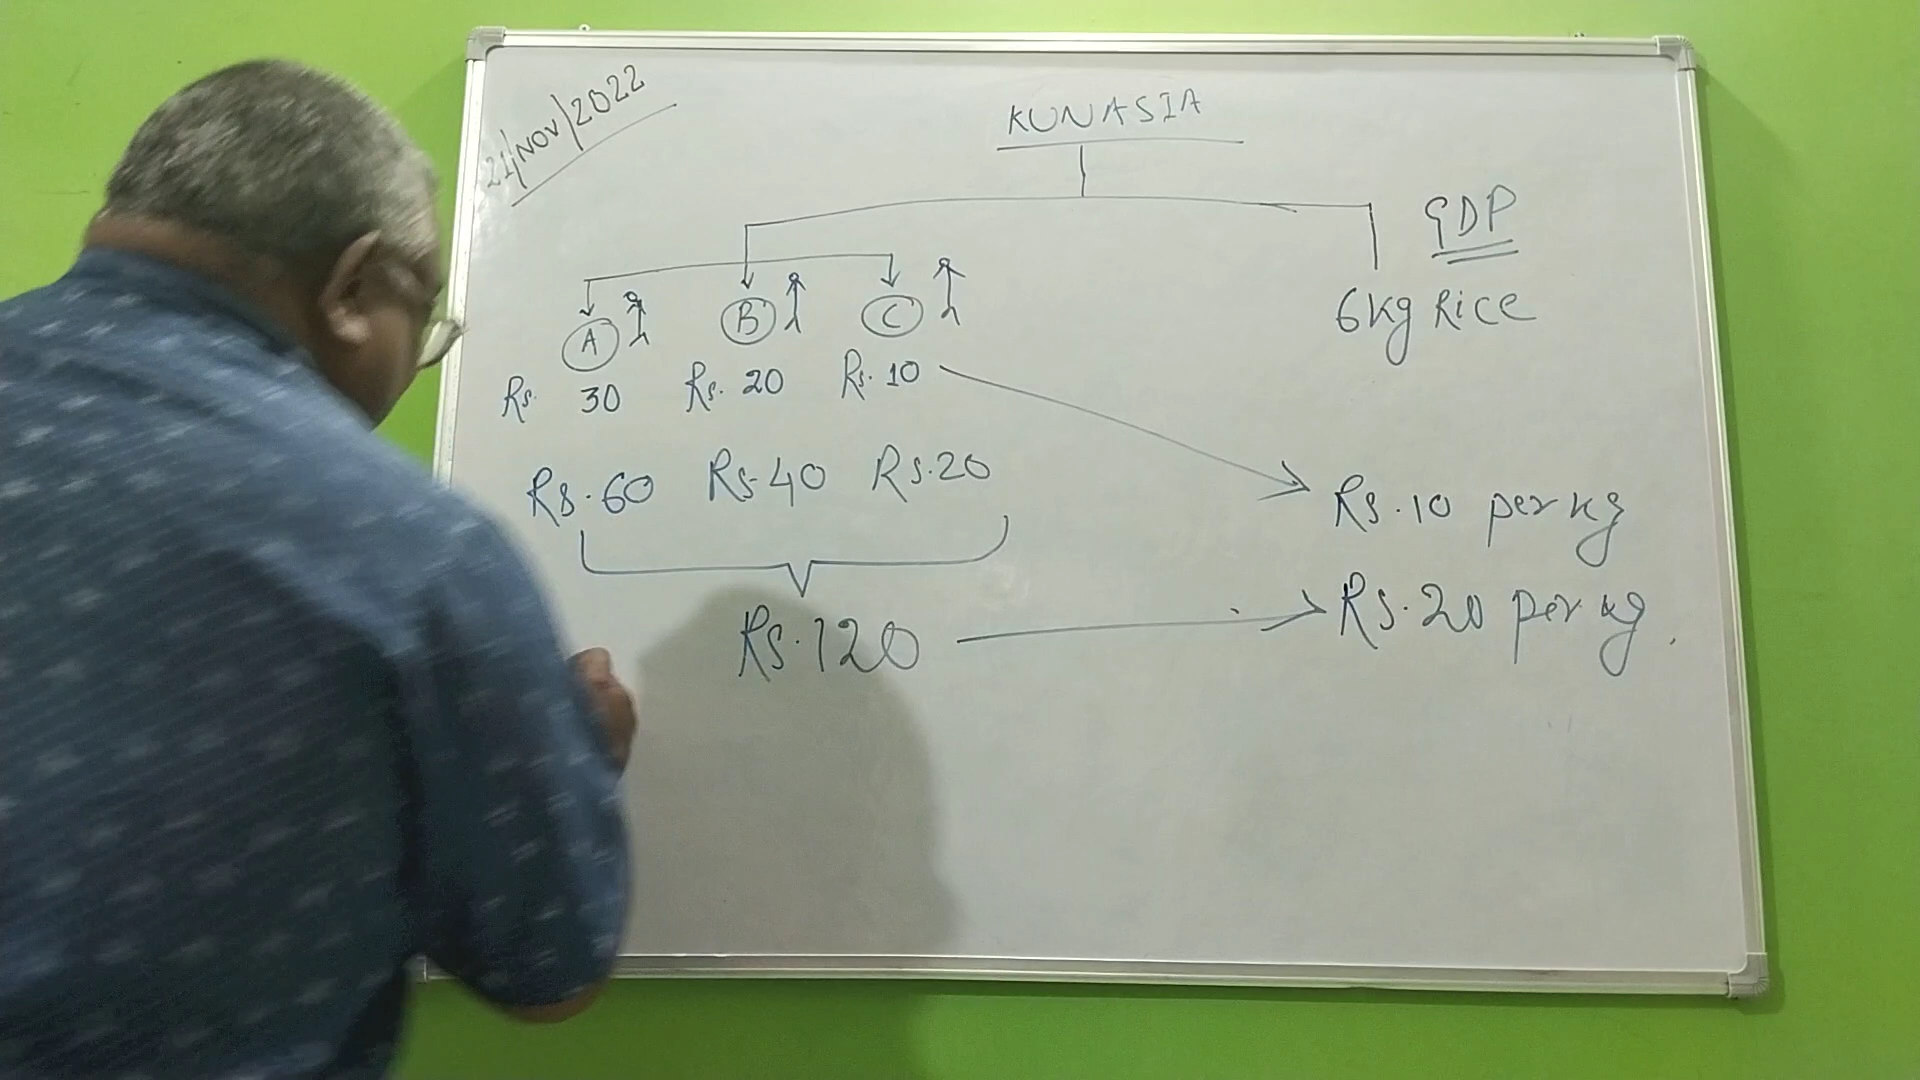 21/NOV/2022
KUNASIA
GDP
6kg Rice
A B C
Rs. 30 Rs. 20 Rs. 10
Rs. 60 Rs. 40 Rs. 20
Rs. 10 per kg
Rs. 120 Rs. 20 per kg.